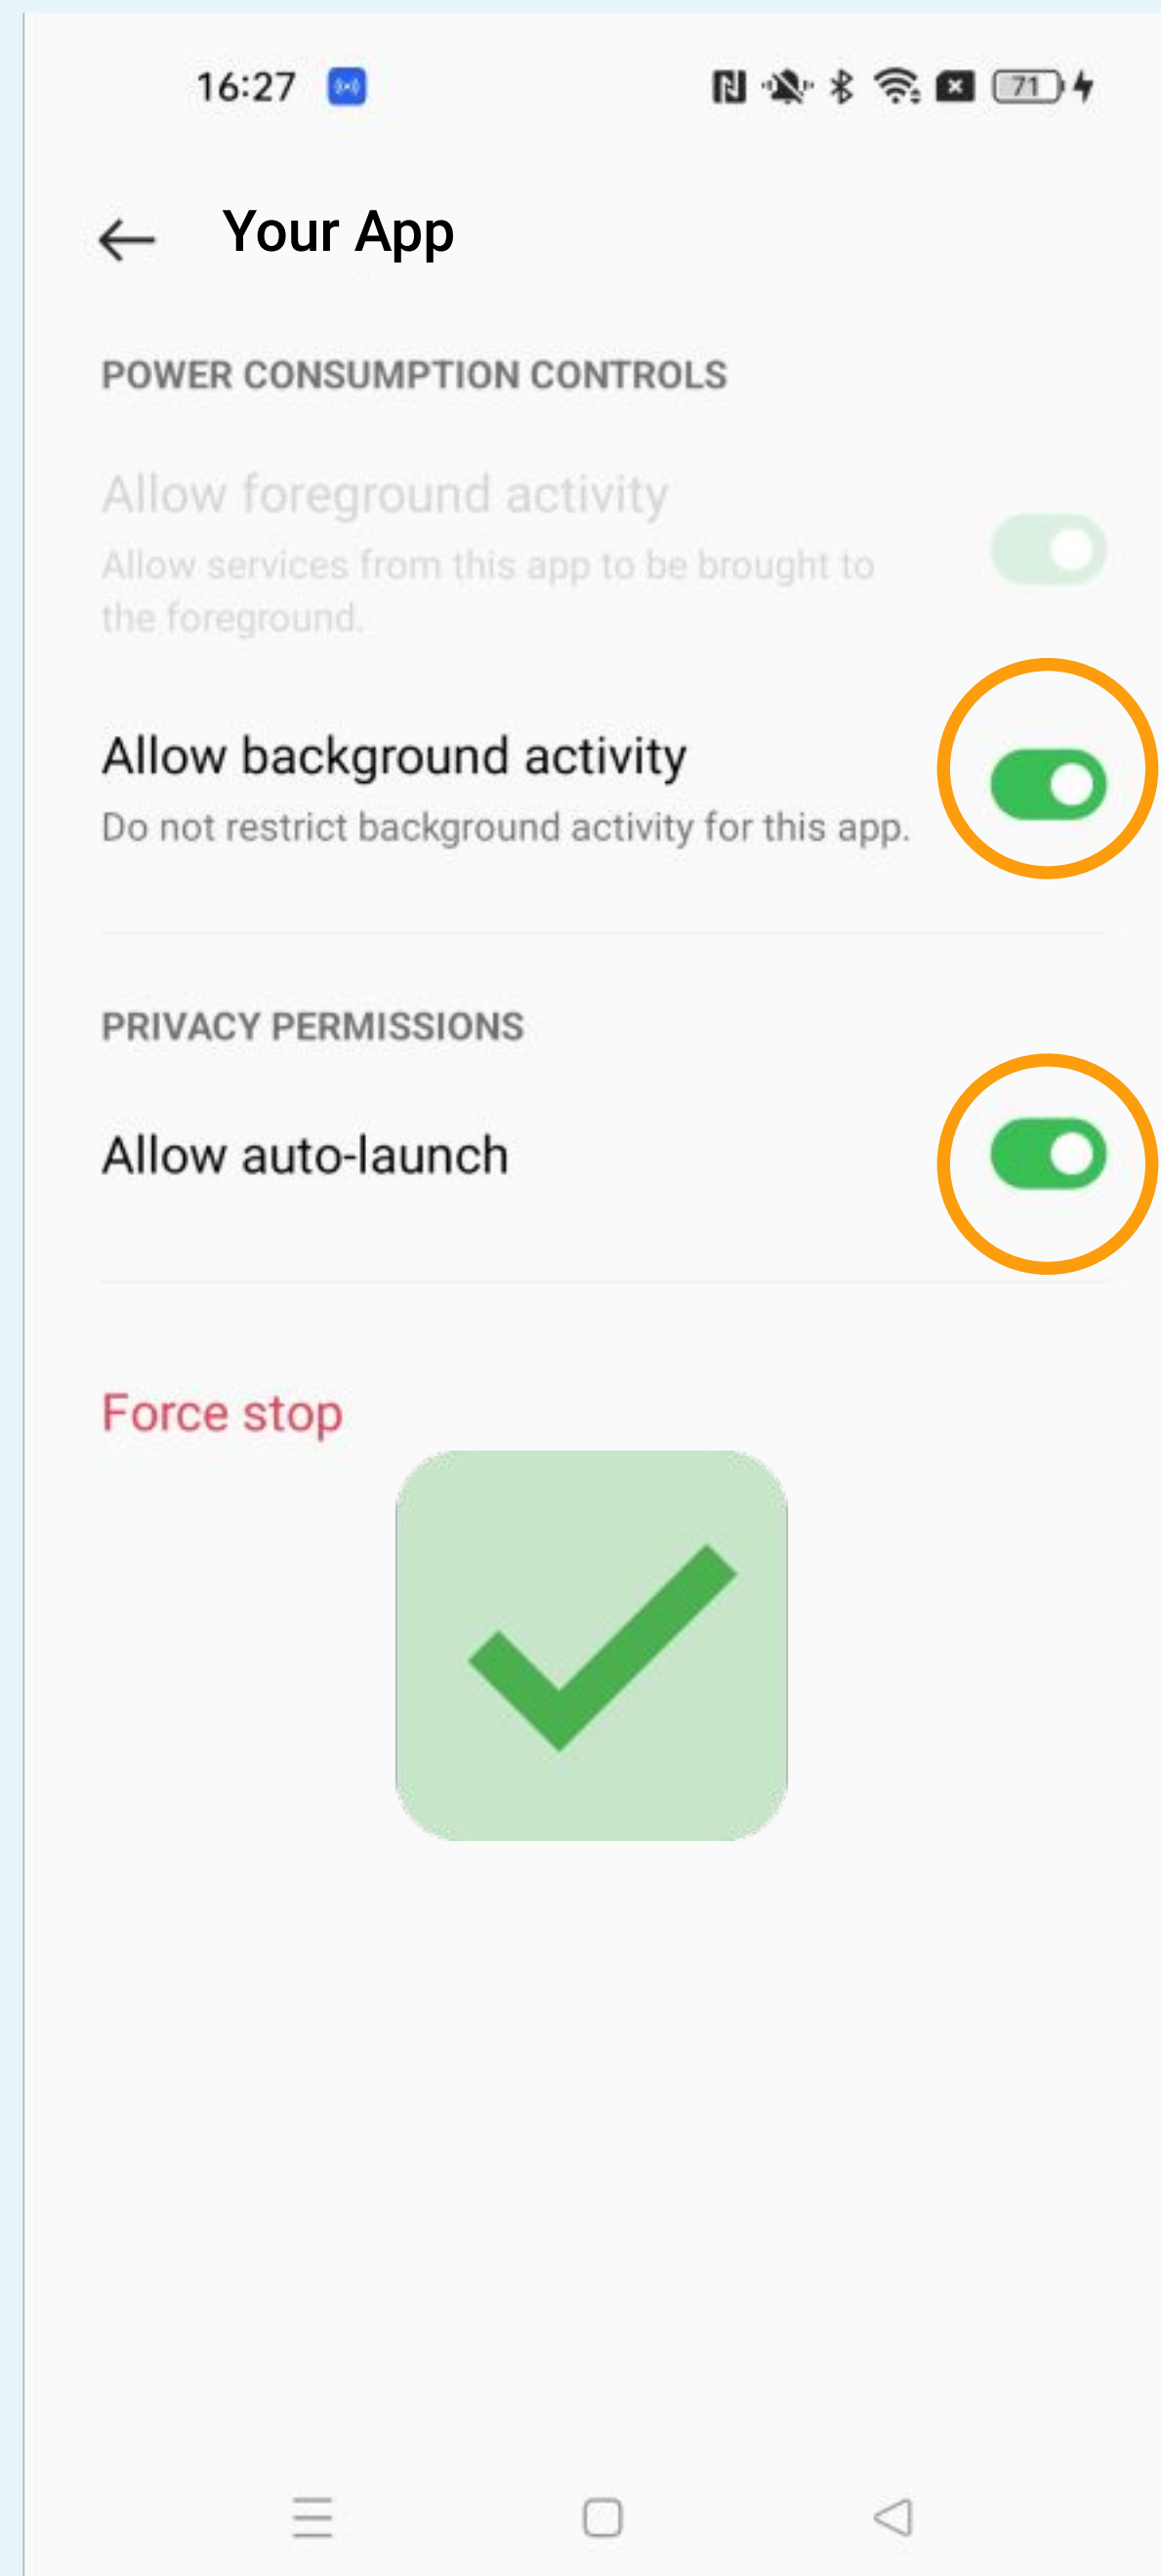 16:27
71
Your App
POWER CONSUMPTION CONTROLS
Allow foreground activity
Allow services from this app to be brought to
the foreground.
Allow background activity
Do not restrict background activity for this app.
PRIVACY PERMISSIONS
Allow auto-launch
Force stop